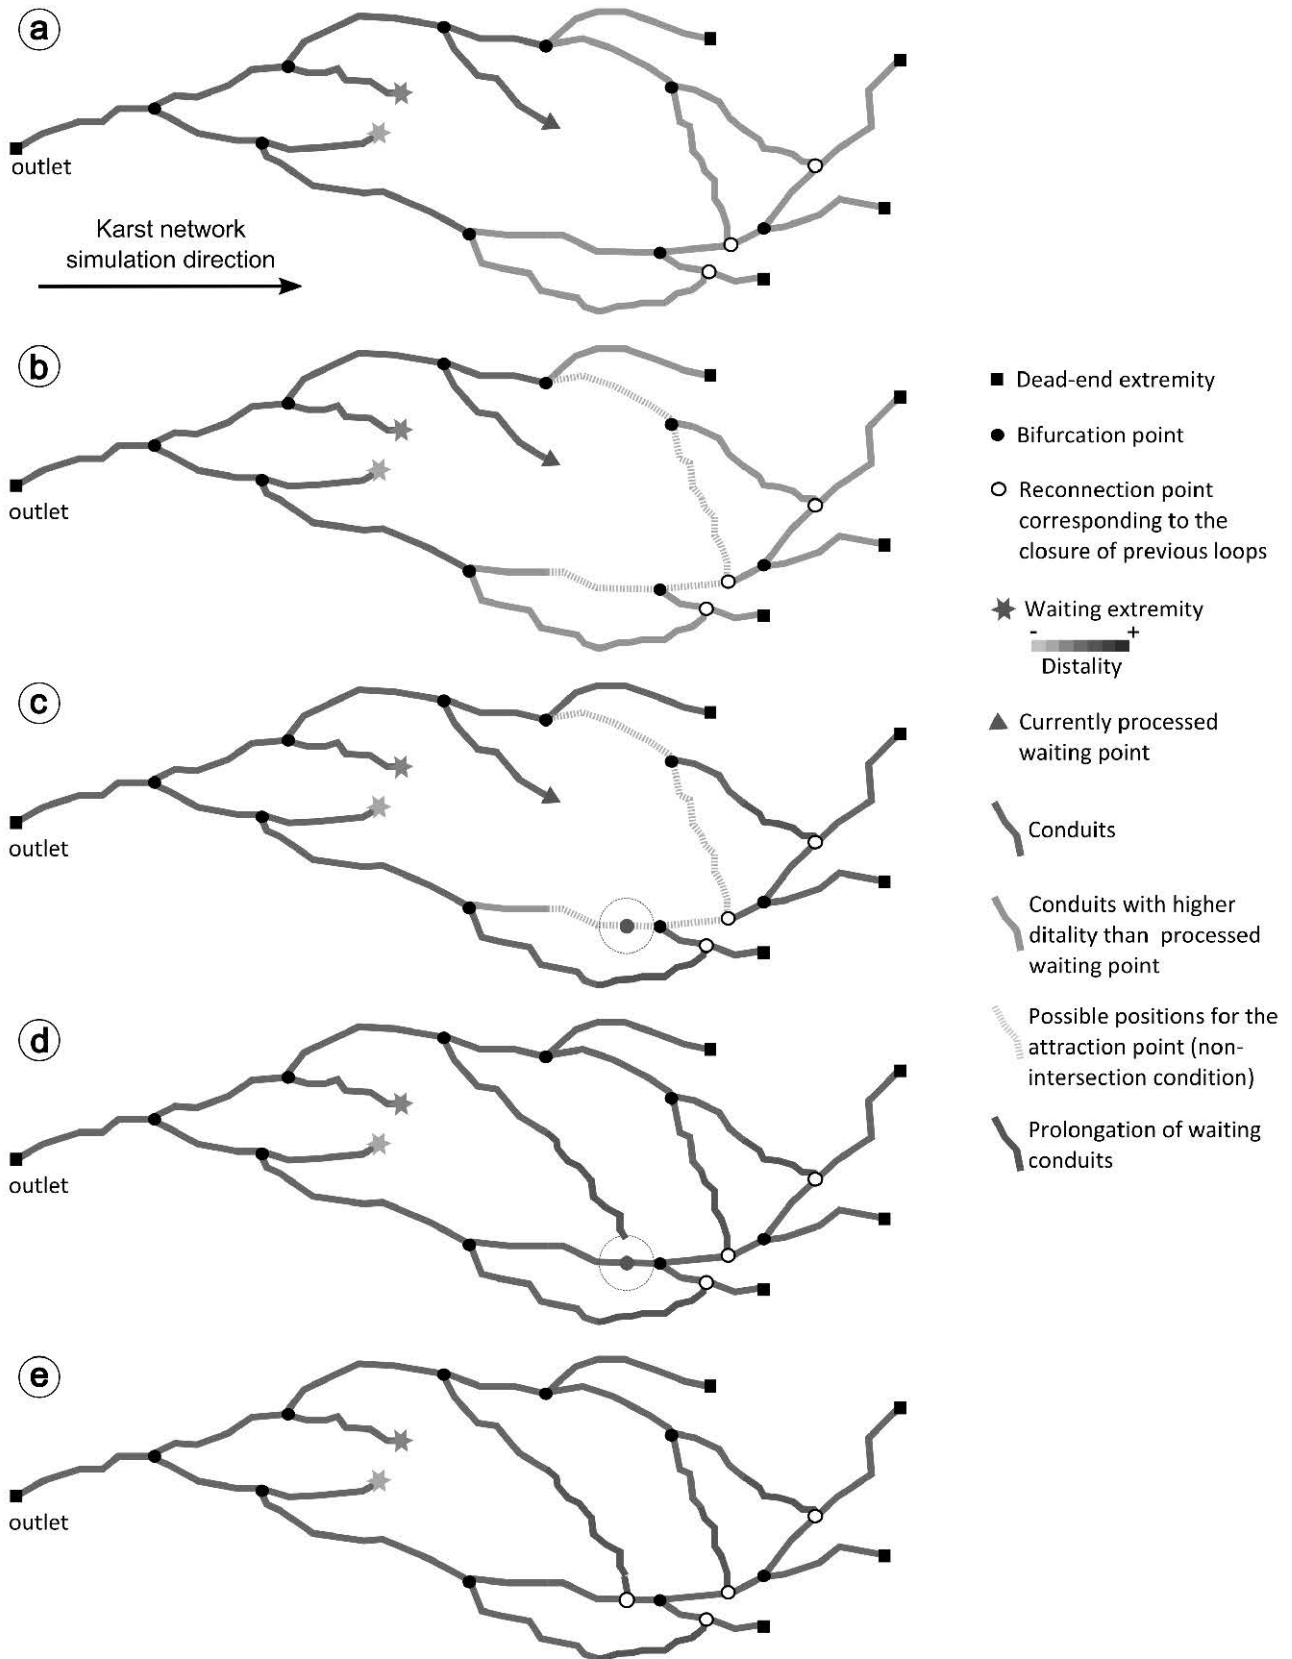 a
outlet
Karst network
simulation direction
b
outlet
Dead-end extremity
Bifurcation point
Reconnection point
corresponding to the
closure of previous loops
Waiting extremity
- +
Distality
c
outlet
Currently processed
waiting point
Conduits
Conduits with higher
ditality than processed
waiting point
d
outlet
Possible positions for the
attraction point (non-
intersection condition)
Prolongation of waiting
conduits
e
outlet